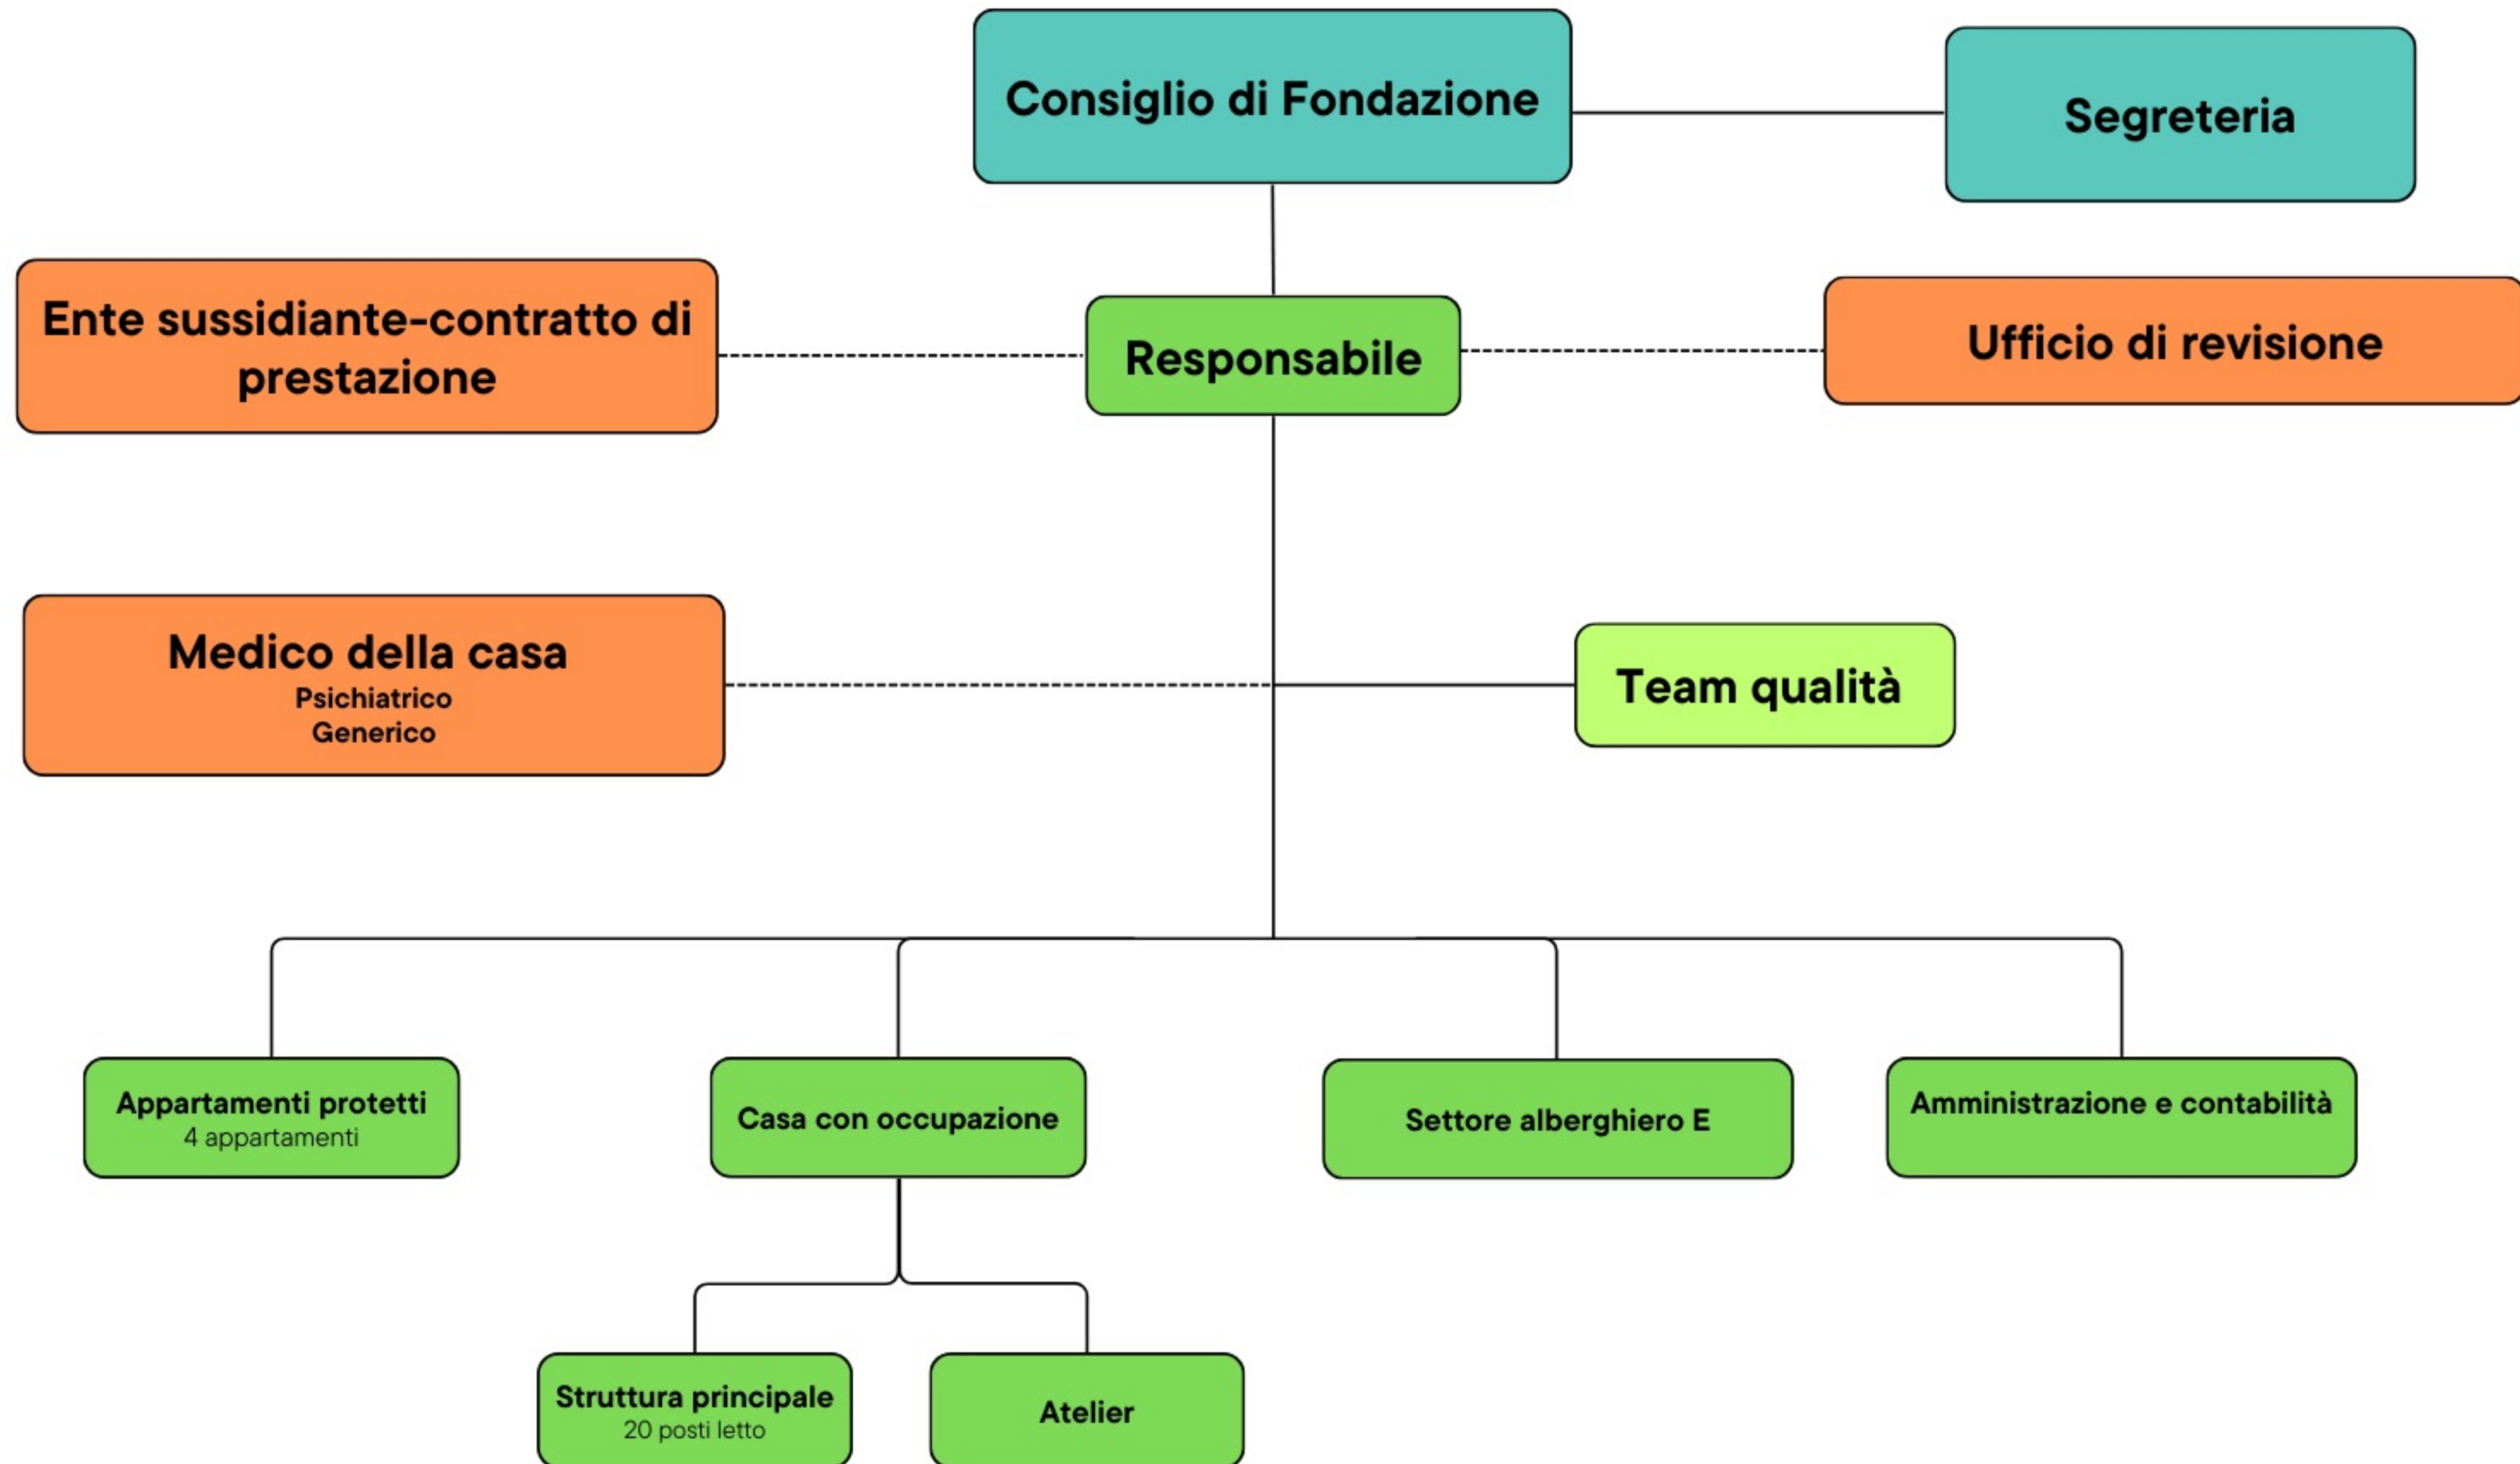 Consiglio di Fondazione
Segreteria
Ente sussidiante-contratto di
prestazione
Responsabile
Ufficio di revisione
Medico della casa
Psichiatrico
Generico
Team qualità
Appartamenti protetti
4 appartamenti
Casa con occupazione
Settore alberghiero E
Amministrazione e contabilità
Struttura principale
20 posti letto
Atelier